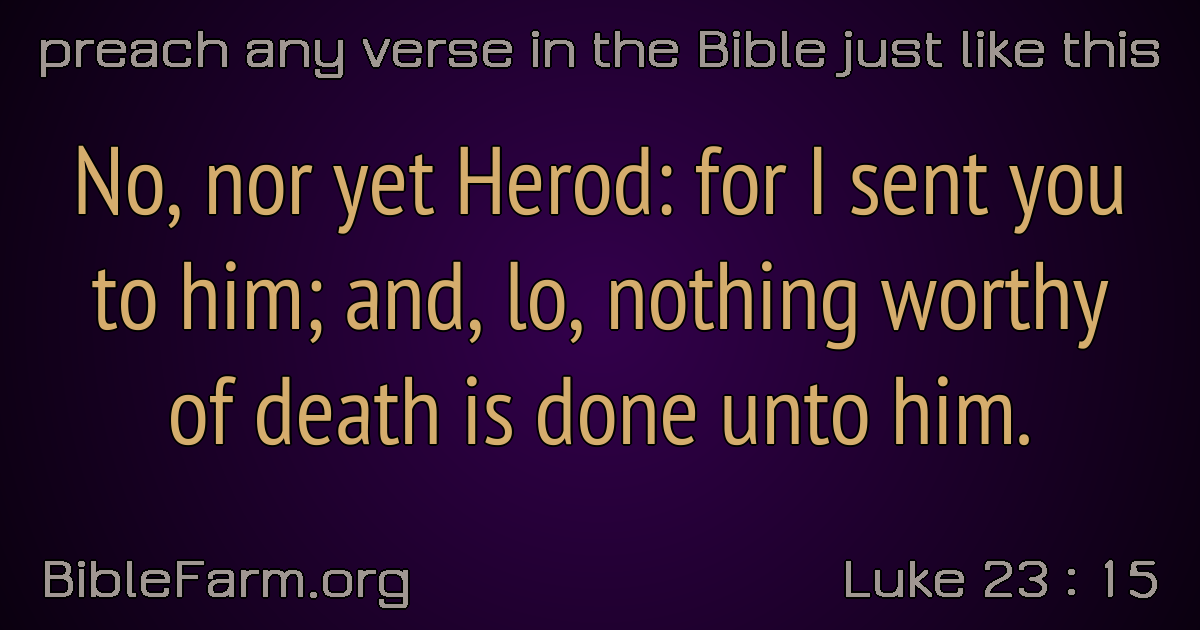 preach any verse in the Bible just like this
No, nor yet Herod: for I sent you
to him; and, lo, nothing worthy
of death is done unto him.
BibleFarm.org
Luke 23 : 15